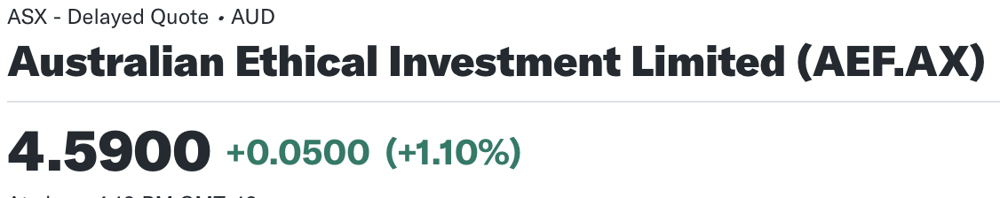 ASX - Delayed Quote • AUD
Australian Ethical Investment Limited (AEF.AX)
4.5900 +0.0500 (+1.10%)